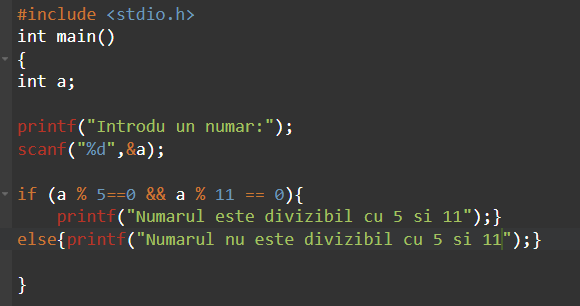 #include <stdio.h>
int main()
{
int a;
printf("Introdu un numar:");
scanf("%d",&a);
if (a % 5==0 && a % 11 == 0){
printf("Numarul este divizibil cu 5 si 11");}
else{printf("Numarul nu este divizibil cu 5 si 11");}
}